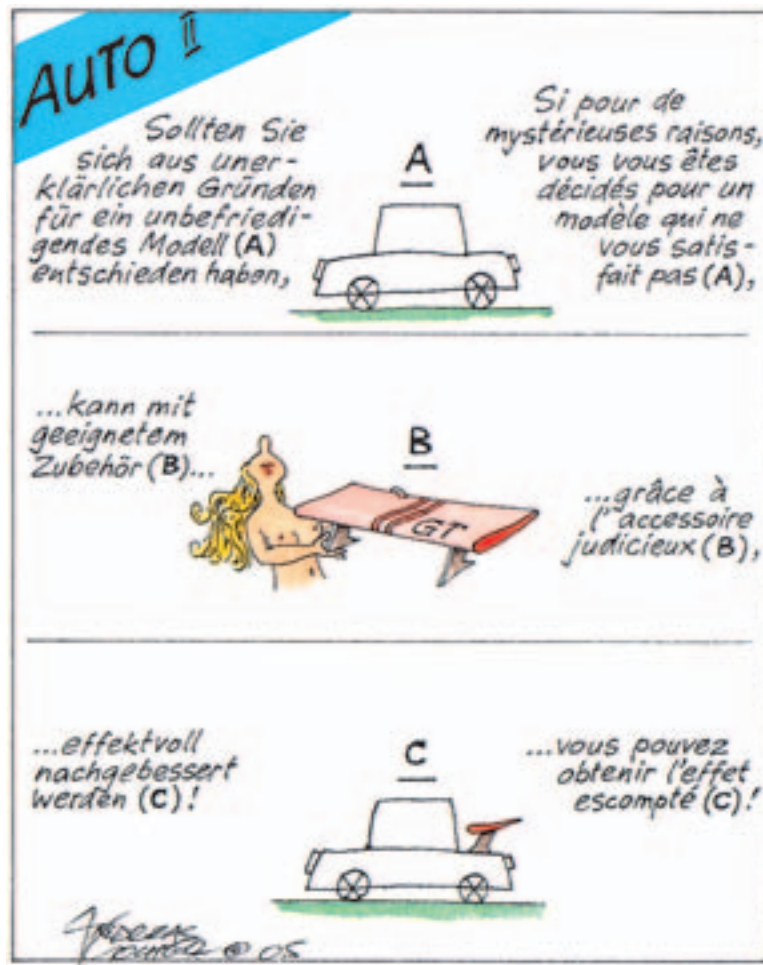 AUTO II
Sollten Sie
sich aus uner-
klärlichen Gründen
für ein unbefriedi-
gendes Modell (A)
entschieden haben,
A
Si pour de
mystérieuses raisons,
vous vous êtes
décidés pour un
modèle qui ne
vous satis-
fait pas (A),
...kann mit
geeignetem
Zubehör (B)...
B
GT
...grâce à
l'accessoire
judicieux (B),
...effektvoll
nachgebessert
werden (C)!
C
...vous pouvez
obtenir l'effet
escompté (C)!
© 05